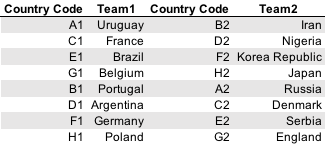 Country Code Team1 Country Code Team2
A1 Uruguay B2 Iran
C1 France D2 Nigeria
E1 Brazil F2 Korea Republic
G1 Belgium H2 Japan
B1 Portugal A2 Russia
D1 Argentina C2 Denmark
F1 Germany E2 Serbia
H1 Poland G2 England